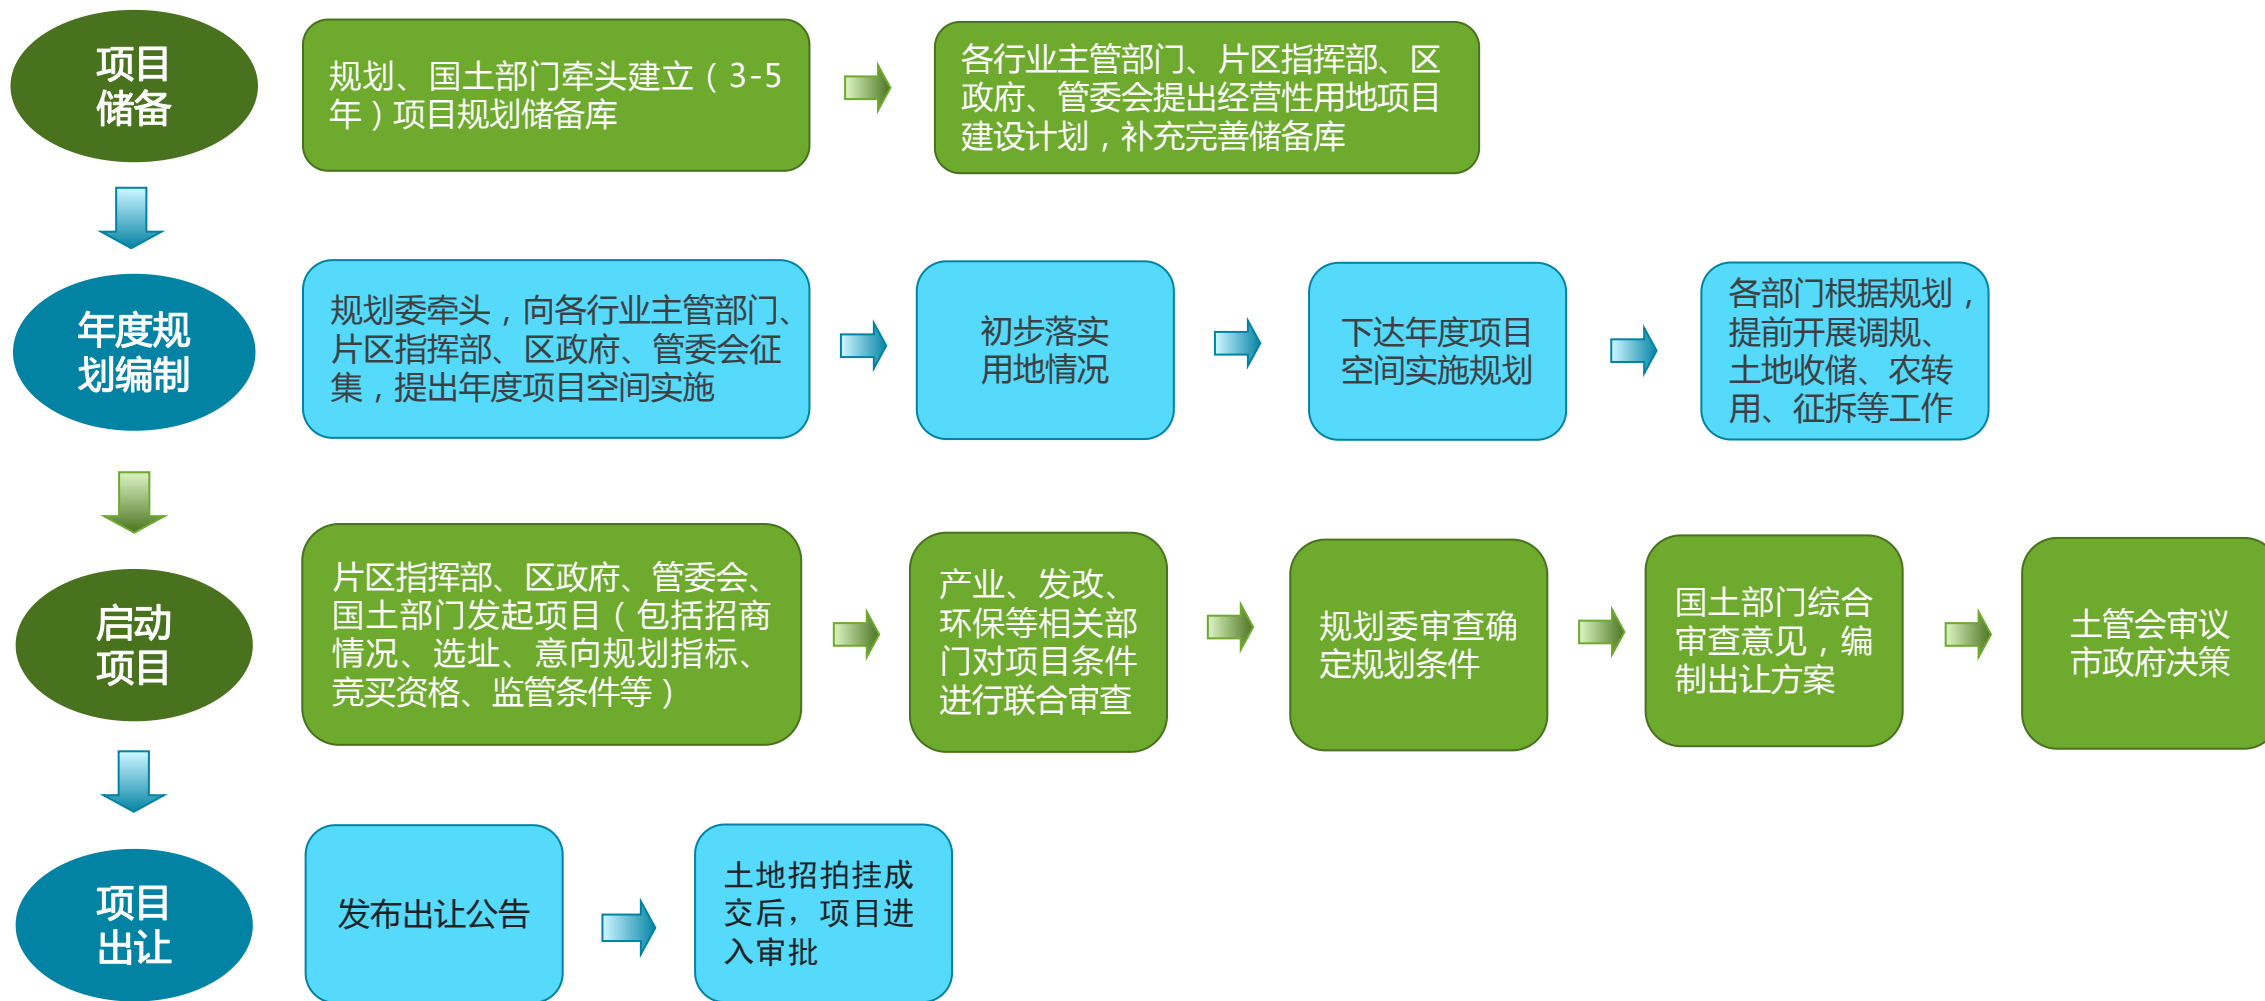 项目
储备
规划、国土部门牵头建立（3-5
年）项目规划储备库
各行业主管部门、片区指挥部、区
政府、管委会提出经营性用地项目
建设计划，补充完善储备库
年度规
划编制
规划委牵头，向各行业主管部门、
片区指挥部、区政府、管委会征
集，提出年度项目空间实施
初步落实
用地情况
下达年度项目
空间实施规划
各部门根据规划，
提前开展调规、
土地收储、农转
用、征拆等工作
启动
项目
片区指挥部、区政府、管委会、
国土部门发起项目（包括招商
情况、选址、意向规划指标、
竞买资格、监管条件等）
产业、发改、
环保等相关部
门对项目条件
进行联合审查
规划委审查确
定规划条件
国土部门综合
审查意见，编
制出让方案
土管会审议
市政府决策
项目
出让
发布出让公告
土地招拍挂成
交后，项目进
入审批